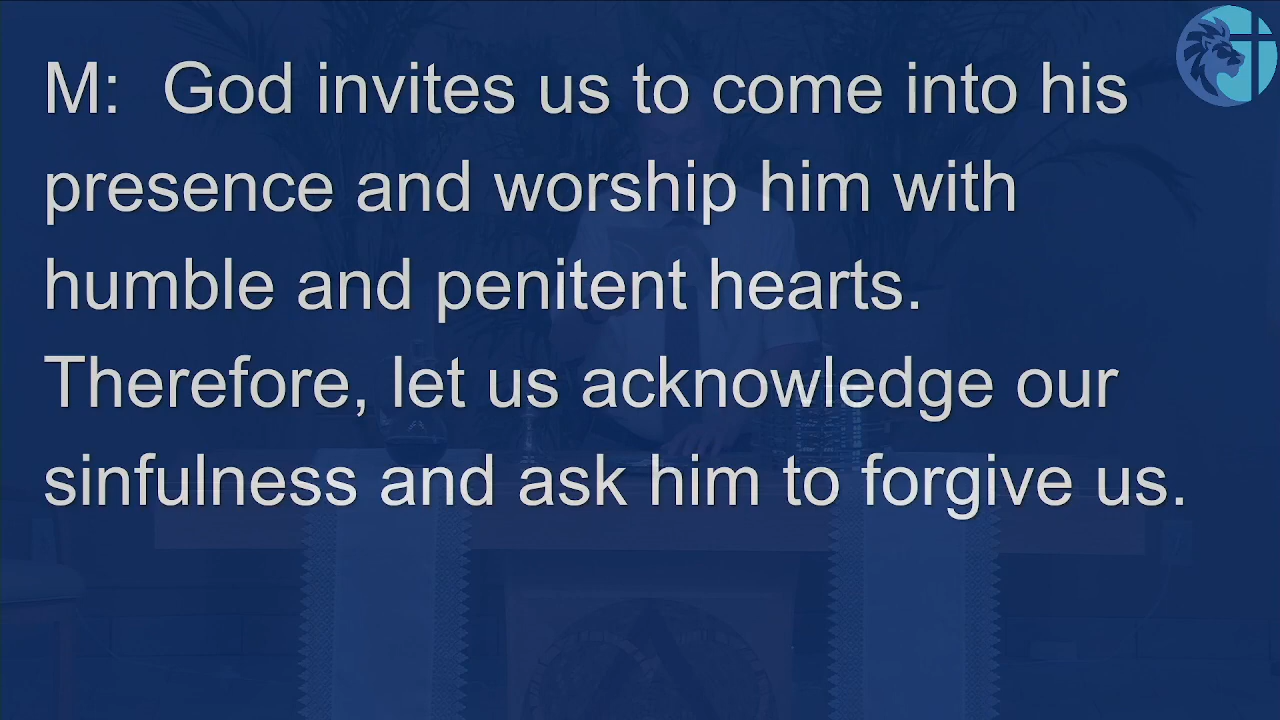 M:  God invites us to come into his
presence and worship him with
humble and penitent hearts.
Therefore, let us acknowledge our
sinfulness and ask him to forgive us.